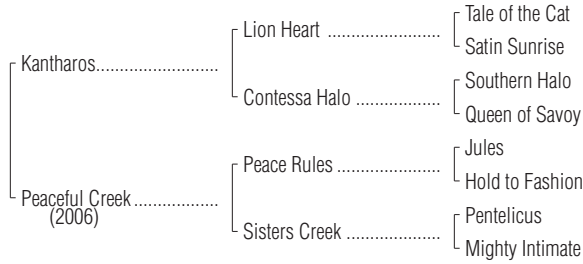 Tale of the Cat
Lion Heart ........................
Satin Sunrise
Kantharos..........................
Southern Halo
Contessa Halo ..................
Queen of Savoy
Jules
Peace Rules ......................
Hold to Fashion
Peaceful Creek ..................
(2006)
Pentelicus
Sisters Creek ....................
Mighty Intimate